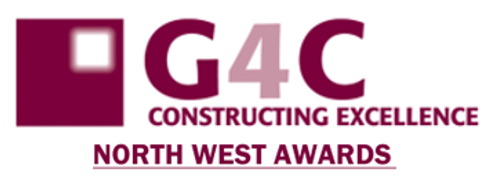 G4C
CONSTRUCTING EXCELLENCE
NORTH WEST AWARDS